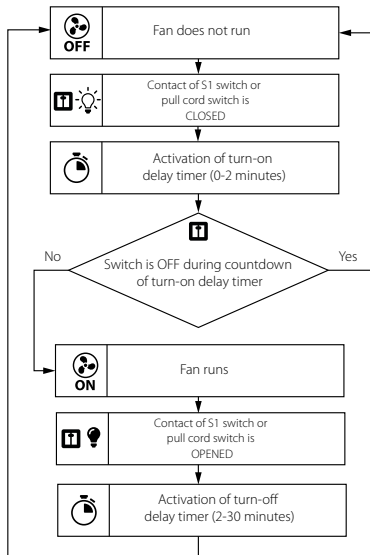 OFF
Fan does not run
Contact of S1 switch or
pull cord switch is
CLOSED
Activation of turn-on
delay timer (0-2 minutes)
No
Yes
Switch is OFF during countdown
of turn-on delay timer
ON
Fan runs
Contact of S1 switch or
pull cord switch is
OPENED
Activation of turn-off
delay timer (2-30 minutes)